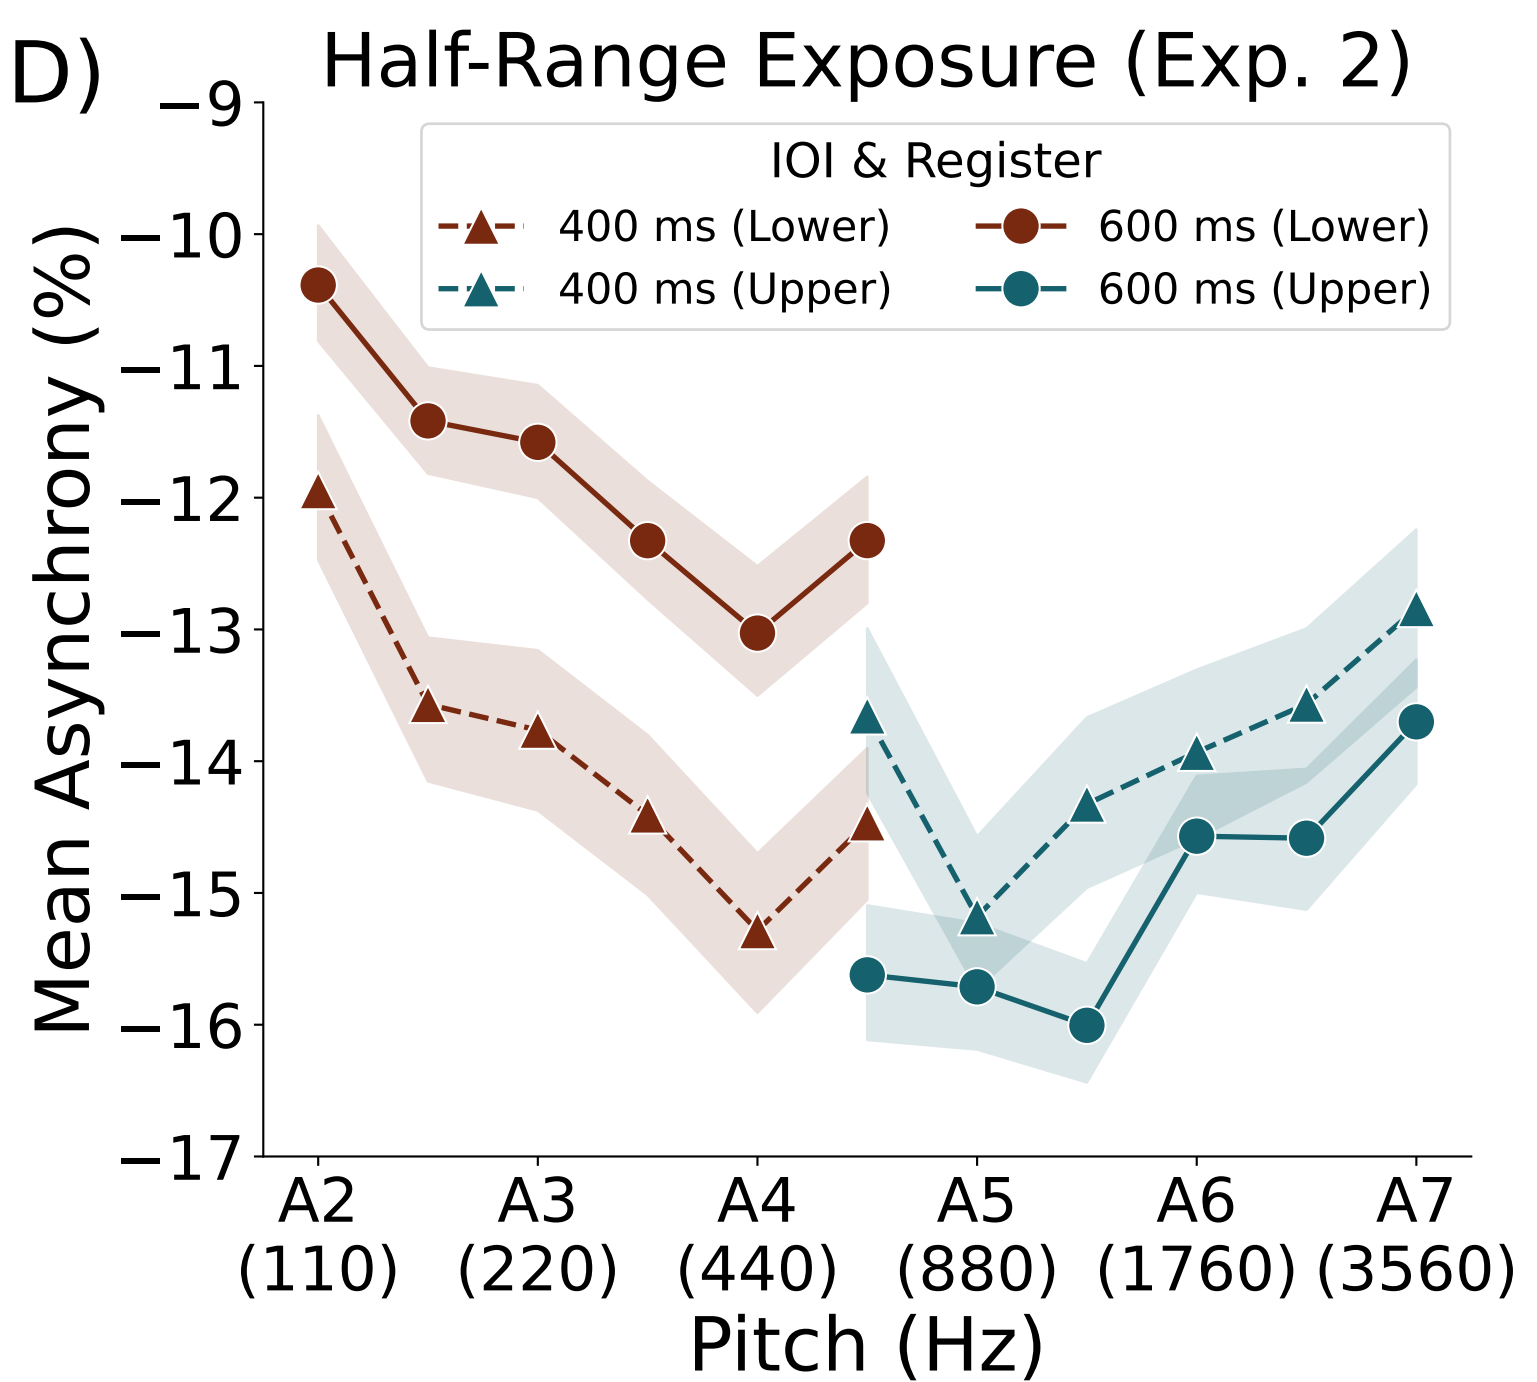 D)
Half-Range Exposure (Exp. 2)
IOI & Register
400 ms (Lower)
600 ms (Lower)
400 ms (Upper)
600 ms (Upper)
Mean Asynchrony (%)
−9
−10
−11
−12
−13
−14
−15
−16
−17
A2 A3 A4 A5 A6 A7
(110) (220) (440) (880) (1760) (3560)
Pitch (Hz)